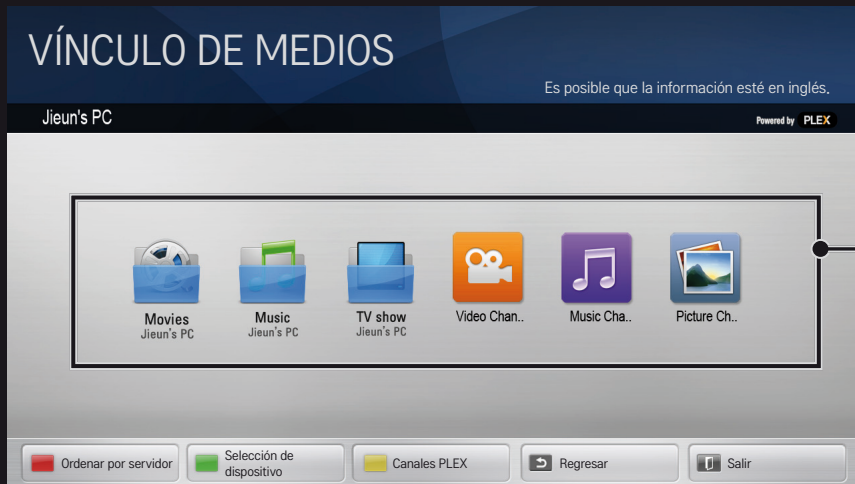 VÍNCULO DE MEDIOS
Es posible que la información esté en inglés.
Jieun's PC
Powered by PLEX
Movies
Jieun's PC
Music
Jieun's PC
TV show
Jieun's PC
Video Chan..
Music Cha..
Picture Ch..
Ordenar por servidor
Selección de
dispositivo
Canales PLEX
Regresar
Salir